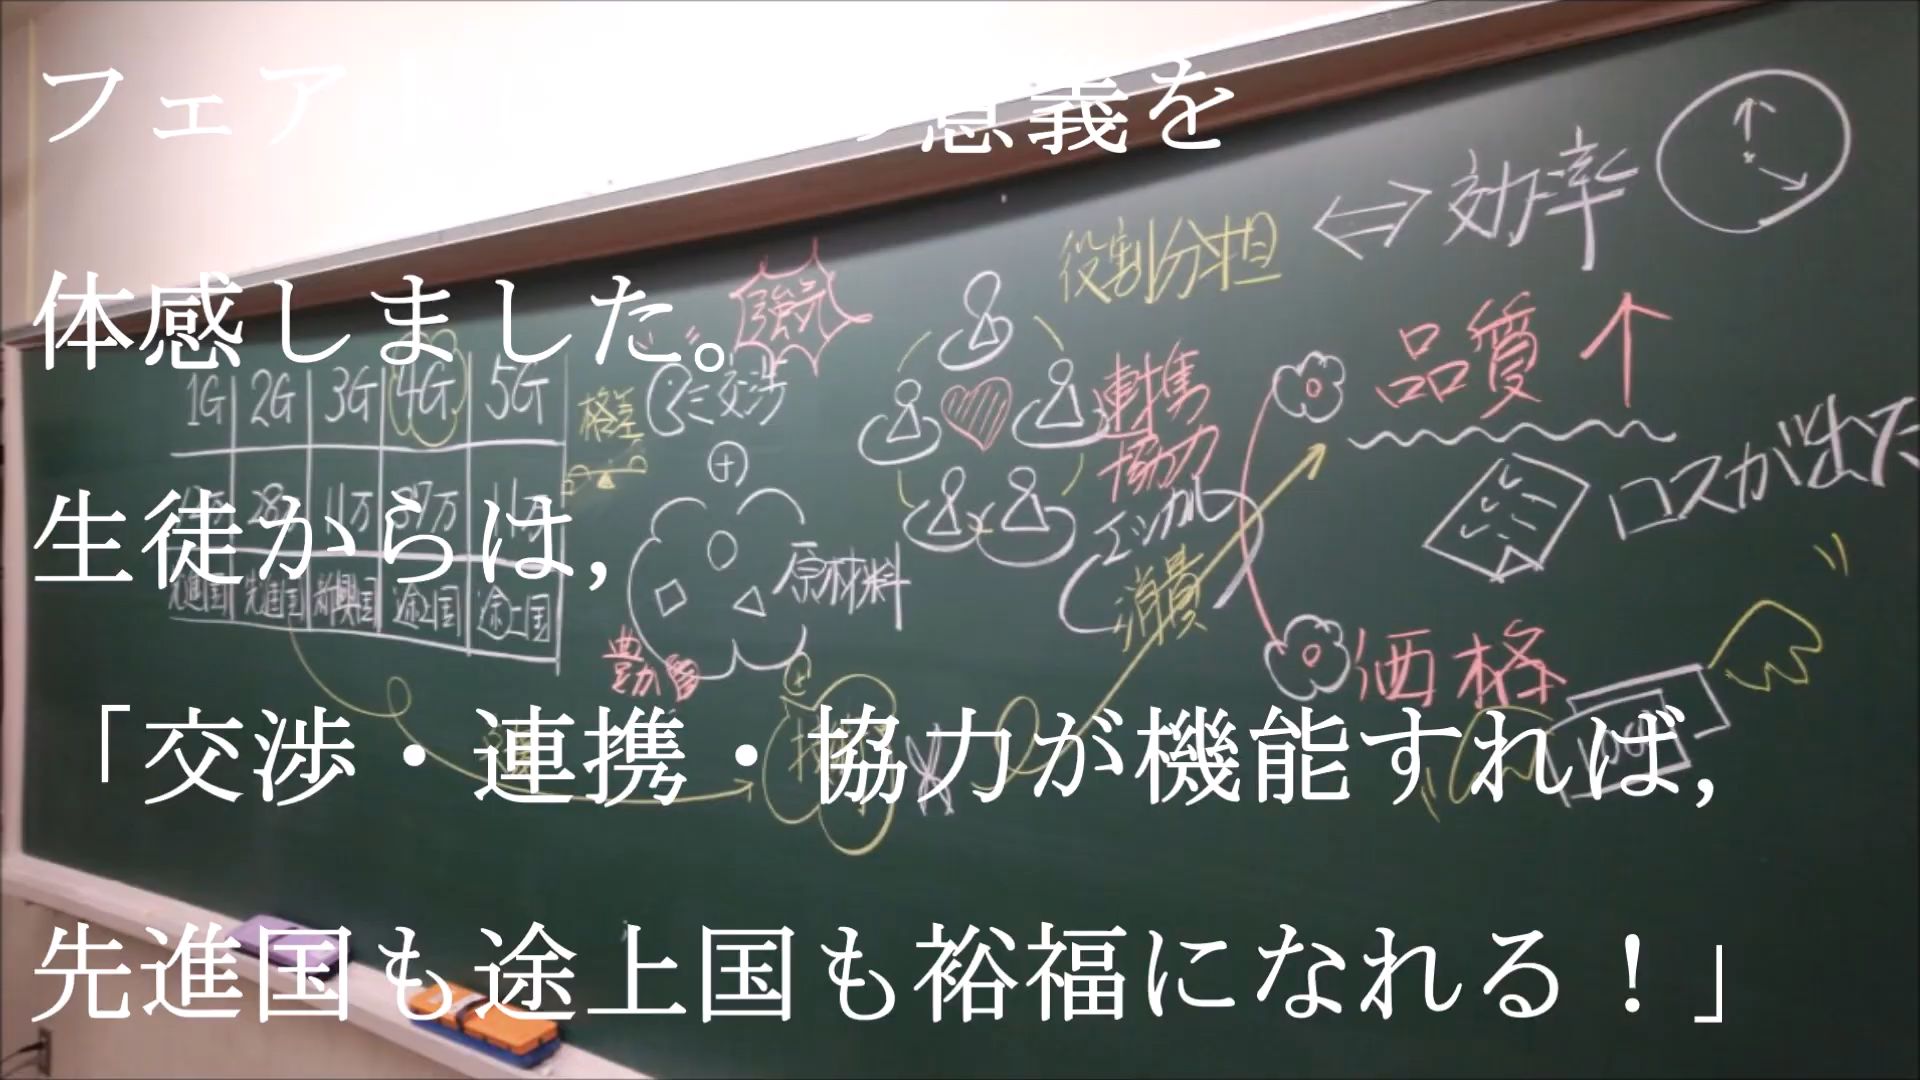 フェア
意義を
体感しました。
生徒からは,
「交渉・連携・協力が機能すれば,
先進国も途上国も裕福になれる!」
1G 2G 3G 4G 5G
先進国 先進国 新興国 途上国 途上国
格差
交渉
原材料
豊か
役割分担
⇔ 効率
連携
協力
エシカル
消費
品質↑
ロスが出た
価格